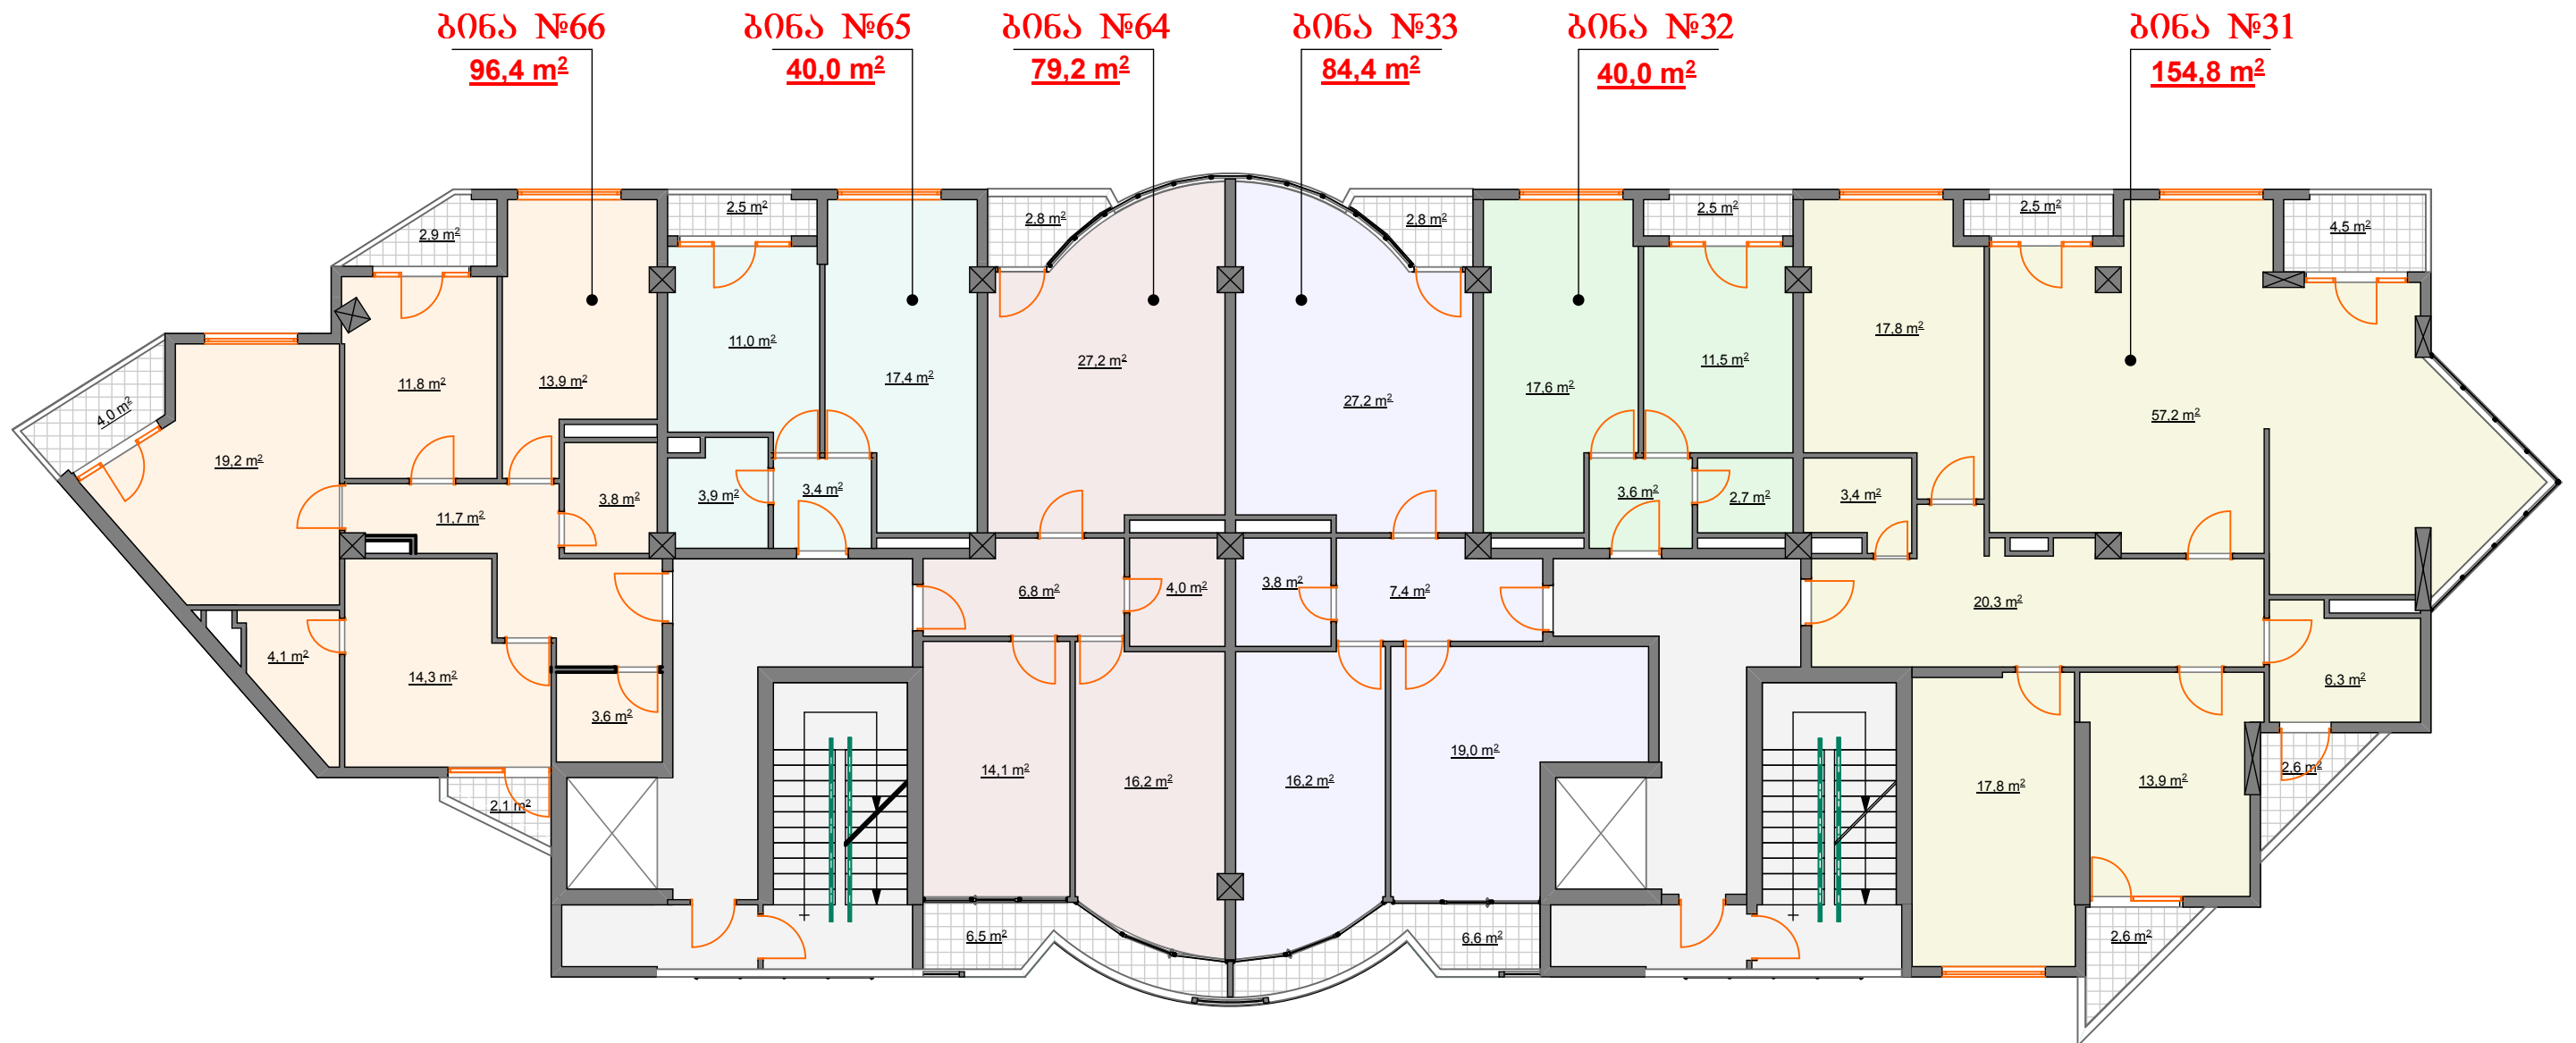 ბინა №66
96,4 m²
ბინა №65
40,0 m²
ბინა №64
79,2 m²
ბინა №33
84,4 m²
ბინა №32
40,0 m²
ბინა №31
154,8 m²
2,9 m²
4,0 m²
19,2 m²
11,8 m²
13,9 m²
3,8 m²
11,7 m²
4,1 m²
14,3 m²
3,6 m²
2,1 m²
2,5 m²
11,0 m²
17,4 m²
3,9 m²
3,4 m²
2,8 m²
27,2 m²
6,8 m²
4,0 m²
14,1 m²
16,2 m²
6,5 m²
2,8 m²
27,2 m²
3,8 m²
7,4 m²
16,2 m²
19,0 m²
6,6 m²
2,5 m²
17,6 m²
11,5 m²
3,6 m²
2,7 m²
2,5 m²
4,5 m²
17,8 m²
57,2 m²
3,4 m²
20,3 m²
6,3 m²
17,8 m²
13,9 m²
2,6 m²
2,6 m²